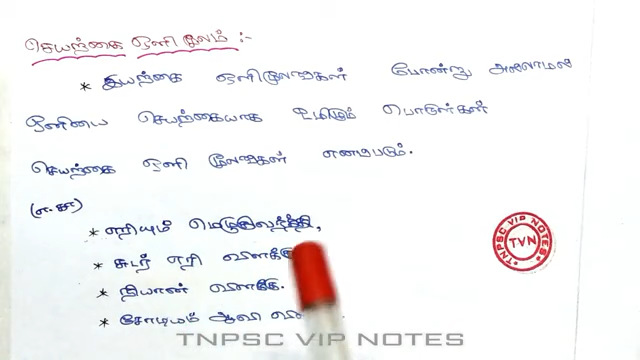 செயற்கை ஒளி மூலம் :-
* இயற்கை ஒளிமூலங்கள் போன்று அல்லாமல்
ஒளியை செயற்கையாக உமிழும் பொருள்கள்
செயற்கை ஒளி மூலங்கள் எனப்படும்.
(எ.கா)
* எரியும் மெழுகுவர்த்தி,
* சுடர் எரி விளக்கு
* நியான் விளக்கு.
* சோடியம் ஆவி
TNPSC VIP NOTES
TVN
TNPSC VIP NOTES